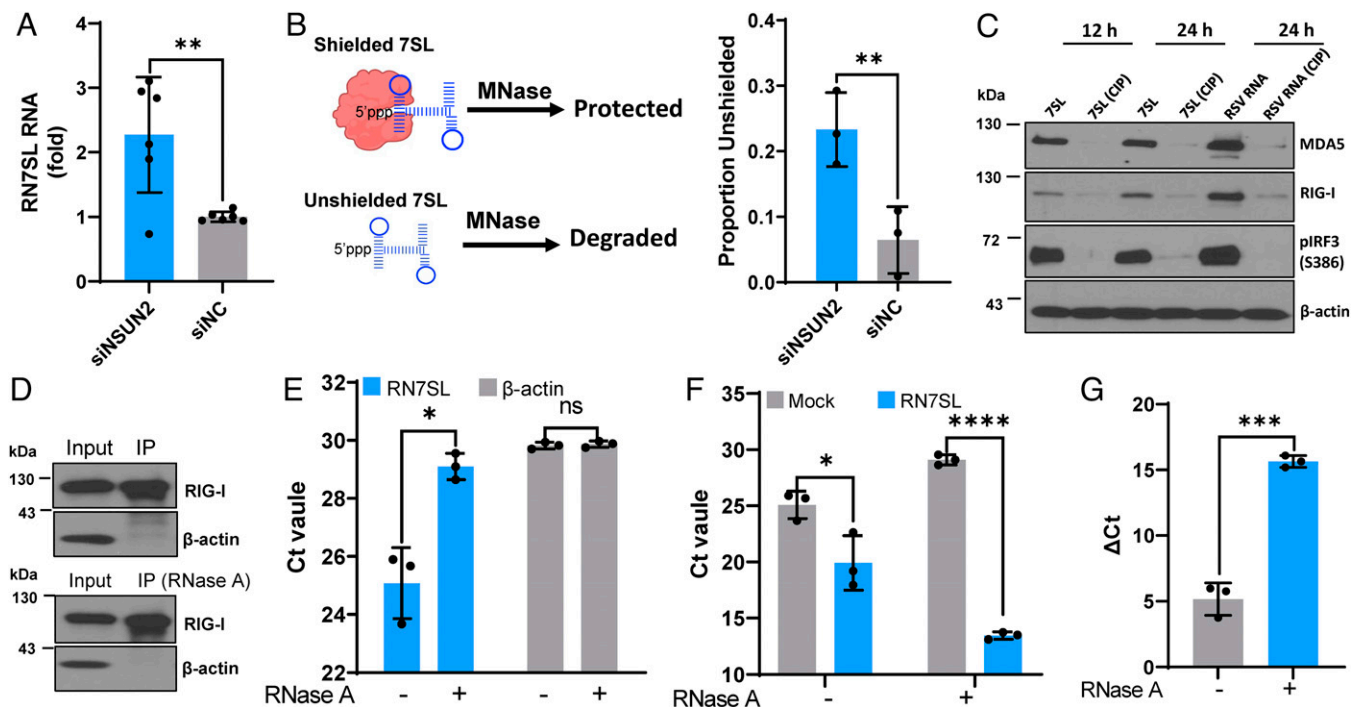 A
RN7SL RNA
(fold)
4
3
2
1
0
**
siNSUN2
siNC
B
Shielded 7SL
5'ppp
MNase
Protected
Unshielded 7SL
5'ppp
MNase
Degraded
Proportion Unshielded
0.4
0.3
0.2
0.1
0.0
**
siNSUN2
siNC
C
12 h
24 h
24 h
7SL
7SL (CIP)
7SL
7SL (CIP)
RSV RNA
RSV RNA (CIP)
kDa
130
MDA5
130
RIG-I
72
pIRF3
(S386)
43
β-actin
D
Input IP
kDa
130
RIG-I
43
β-actin
Input IP (RNase A)
kDa
130
RIG-I
43
β-actin
E
RN7SL
β-actin
Ct vaule
32
30
28
26
24
22
*
ns
RNase A - + - +
F
Mock
RN7SL
Ct vaule
35
30
25
20
15
10
*
****
RNase A - +
G
ΔCt
20
15
10
5
0
***
RNase A - +